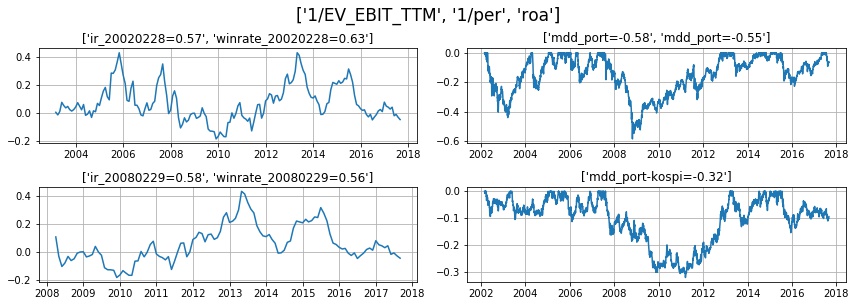 ['1/EV_EBIT_TTM', '1/per', 'roa']
['ir_20020228=0.57', 'winrate_20020228=0.63']
0.4
0.2
0.0
−0.2
2004 2006 2008 2010 2012 2014 2016 2018
['mdd_port=-0.58', 'mdd_port=-0.55']
0.0
−0.2
−0.4
−0.6
2002 2004 2006 2008 2010 2012 2014 2016 2018
['ir_20080229=0.58', 'winrate_20080229=0.56']
0.4
0.2
0.0
−0.2
2008 2009 2010 2011 2012 2013 2014 2015 2016 2017 2018
['mdd_port-kospi=-0.32']
0.0
−0.1
−0.2
−0.3
2002 2004 2006 2008 2010 2012 2014 2016 2018